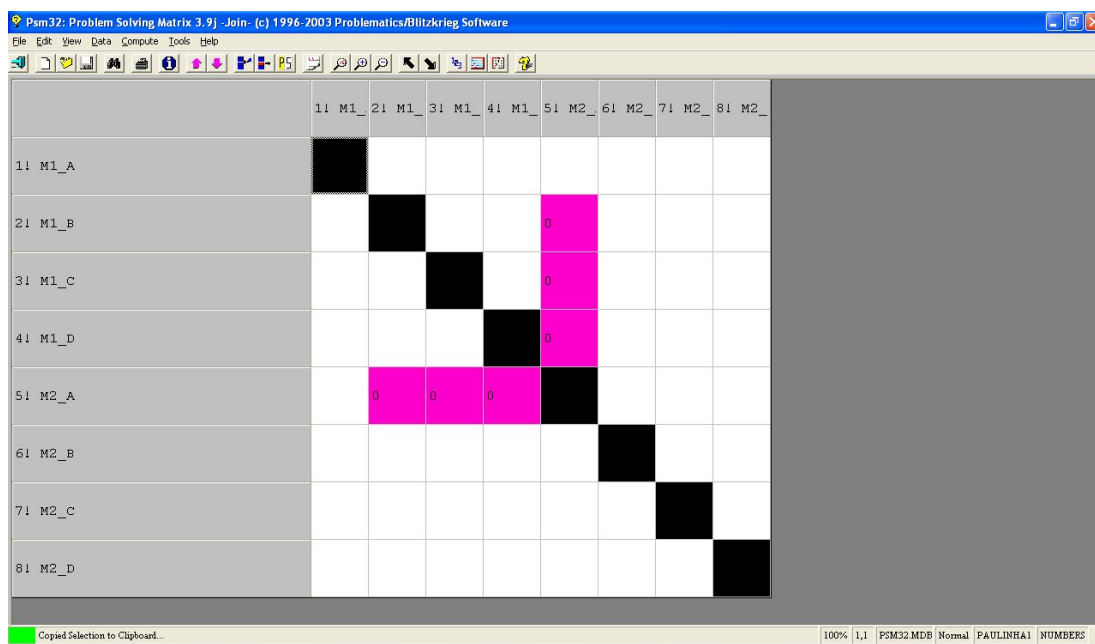 Psm32: Problem Solving Matrix 3.9j -Join- (c) 1996-2003 Problematics/Blitzkrieg Software
File Edit View Data Compute Tools Help
PS
1! M1_ 2! M1_ 3! M1_ 4! M1_ 5! M2_ 6! M2_ 7! M2_ 8! M2_
1! M1_A
2! M1_B 0
3! M1_C 0
4! M1_D 0
5! M2_A 0 0 0
6! M2_B
7! M2_C
8! M2_D
Copied Selection to Clipboard... 100% 1,1 PSM32.MDB Normal PAULINHA1 NUMBERS